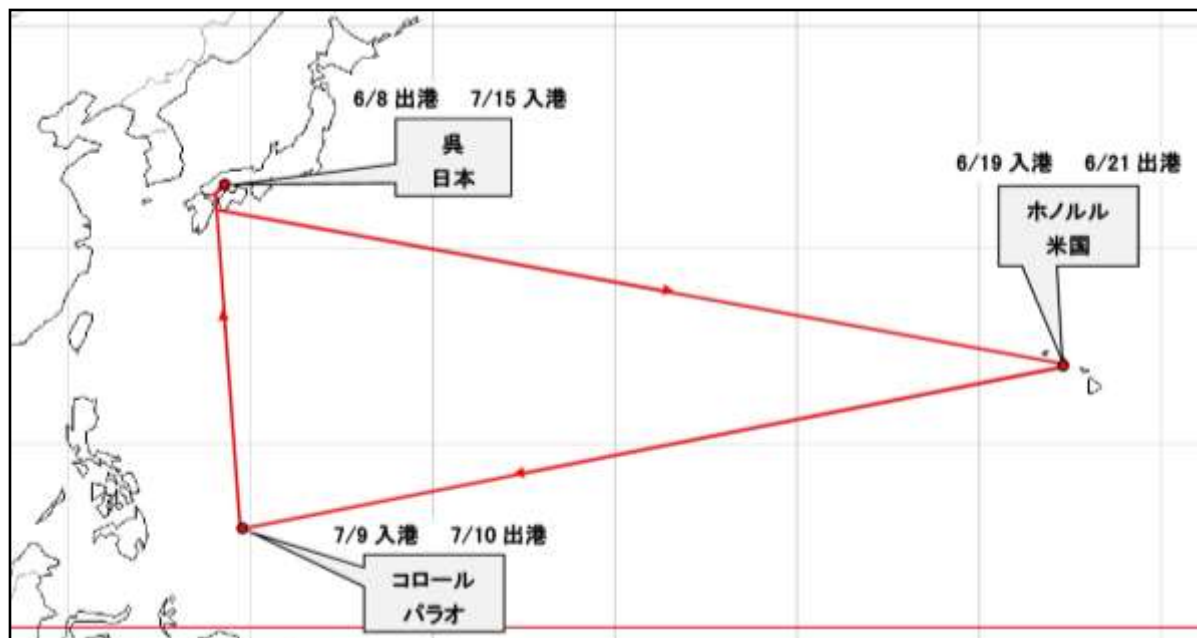 6/8 出港 7/15 入港
呉
日本
6/19 入港 6/21 出港
ホノルル
米国
7/9 入港 7/10 出港
コロール
パラオ